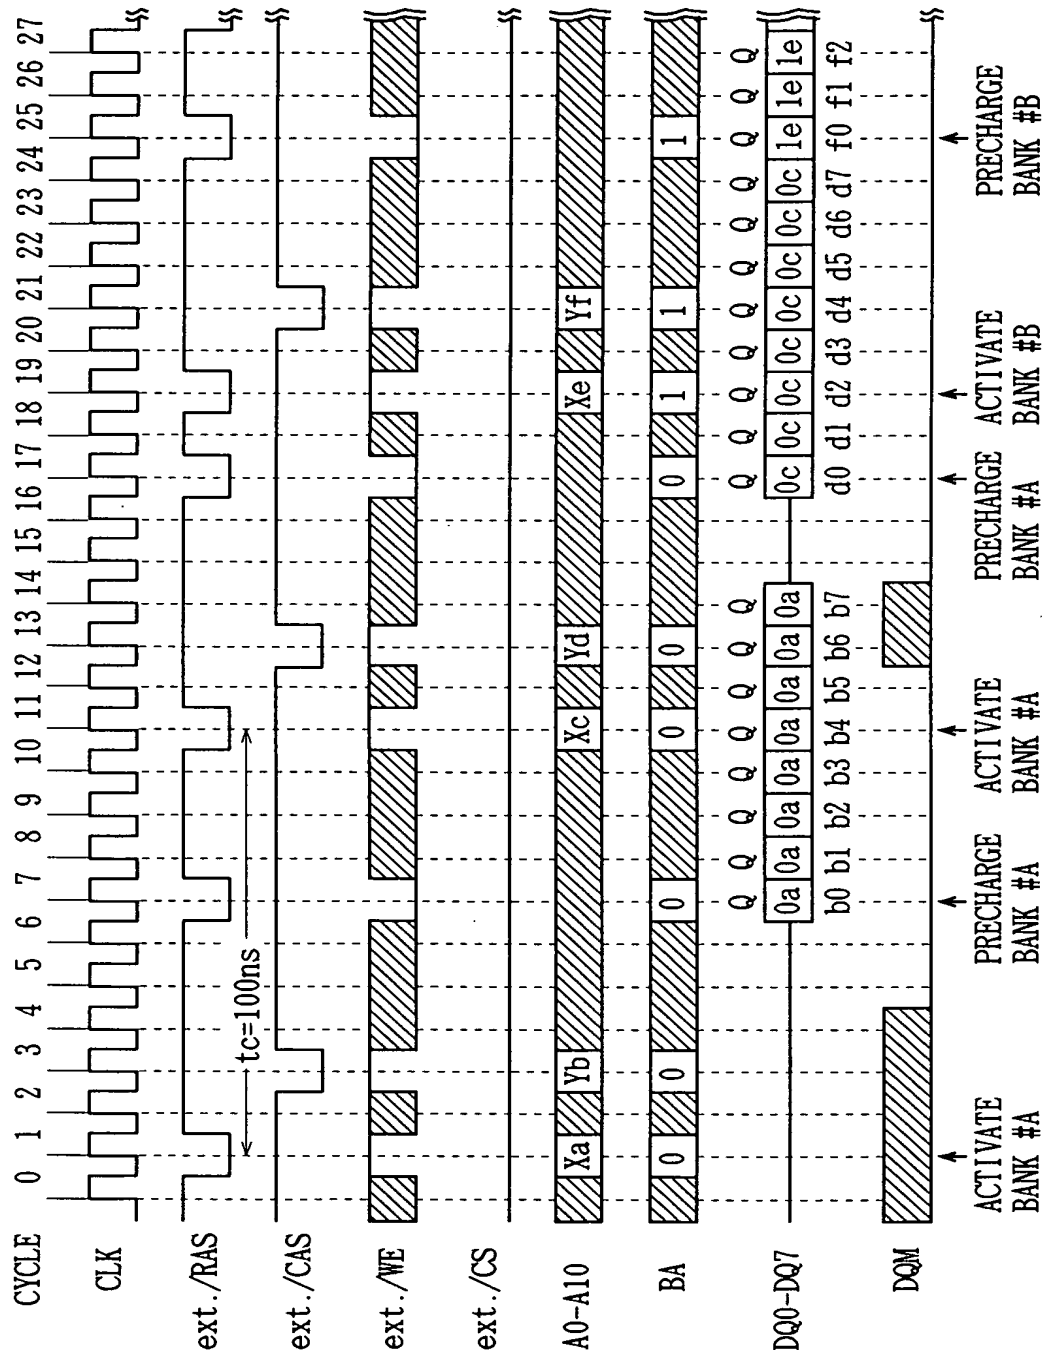 CYCLE 0 1 2 3 4 5 6 7 8 9 10 11 12 13 14 15 16 17 18 19 20 21 22 23 24 25 26 27
CLK
ext./RAS
tc=100ns
ext./CAS
ext./WE
ext./CS
A0-A10 Xa Yb Xc Yd Xe Yf
BA 0 0 0 0 0 0 1 1 1
Q Q Q Q Q Q Q Q Q Q Q Q Q Q Q Q Q Q Q
DQ0-DQ7 0a 0a 0a 0a 0a 0a 0a 0a 0c 0c 0c 0c 0c 0c 0c 0c 1e 1e 1e
b0 b1 b2 b3 b4 b5 b6 b7 d0 d1 d2 d3 d4 d5 d6 d7 f0 f1 f2
DQM
ACTIVATE
BANK #A
PRECHARGE
BANK #A
ACTIVATE
BANK #A
PRECHARGE
BANK #A
ACTIVATE
BANK #B
PRECHARGE
BANK #B